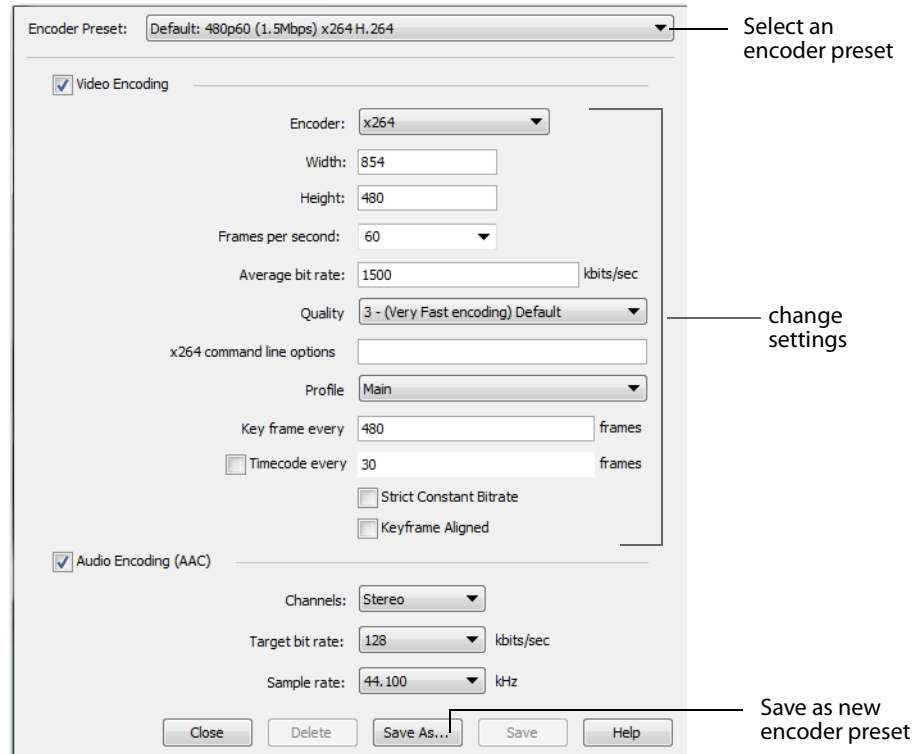 Encoder Preset: Default: 480p60 (1.5Mbps) x264 H.264
Select an
encoder preset
Video Encoding
Encoder: x264
Width: 854
Height: 480
Frames per second: 60
Average bit rate: 1500 kbits/sec
Quality 3 - (Very Fast encoding) Default
change
settings
x264 command line options
Profile Main
Key frame every 480 frames
Timecode every 30 frames
Strict Constant Bitrate
Keyframe Aligned
Audio Encoding (AAC)
Channels: Stereo
Target bit rate: 128 kbits/sec
Sample rate: 44.100 kHz
Save as new
encoder preset
Close Delete Save As... Save Help